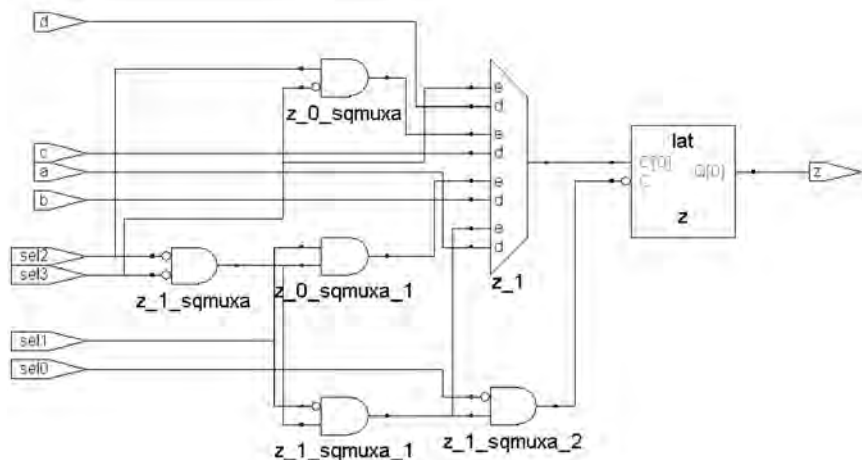 d
z_0_sqmuxa
c
a
b
sel2
sel3
z_1_sqmuxa
z_0_sqmuxa_1
sel1
sel0
z_1_sqmuxa_1
z_1_sqmuxa_2
e
d
e
d
e
d
e
d
z_1
lat
D[0]
Q[0]
C
z
z